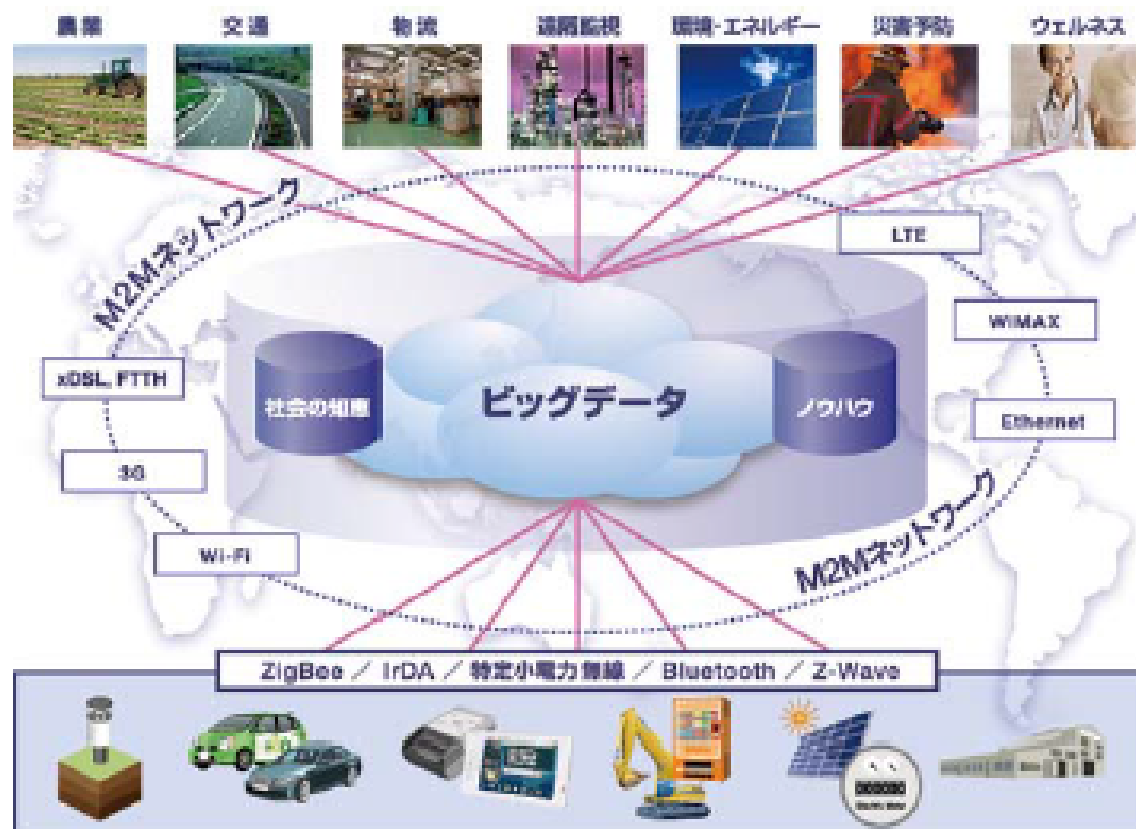 農業
交通
物流
遠隔監視
環境・エネルギー
災害予防
ウェルネス
M2Mネットワーク
LTE
WiMAX
xDSL, FTTH
社会の知恵
ビッグデータ
ノウハウ
Ethernet
3G
Wi-Fi
M2Mネットワーク
ZigBee / IrDA / 特定小電力無線 / Bluetooth / Z-Wave